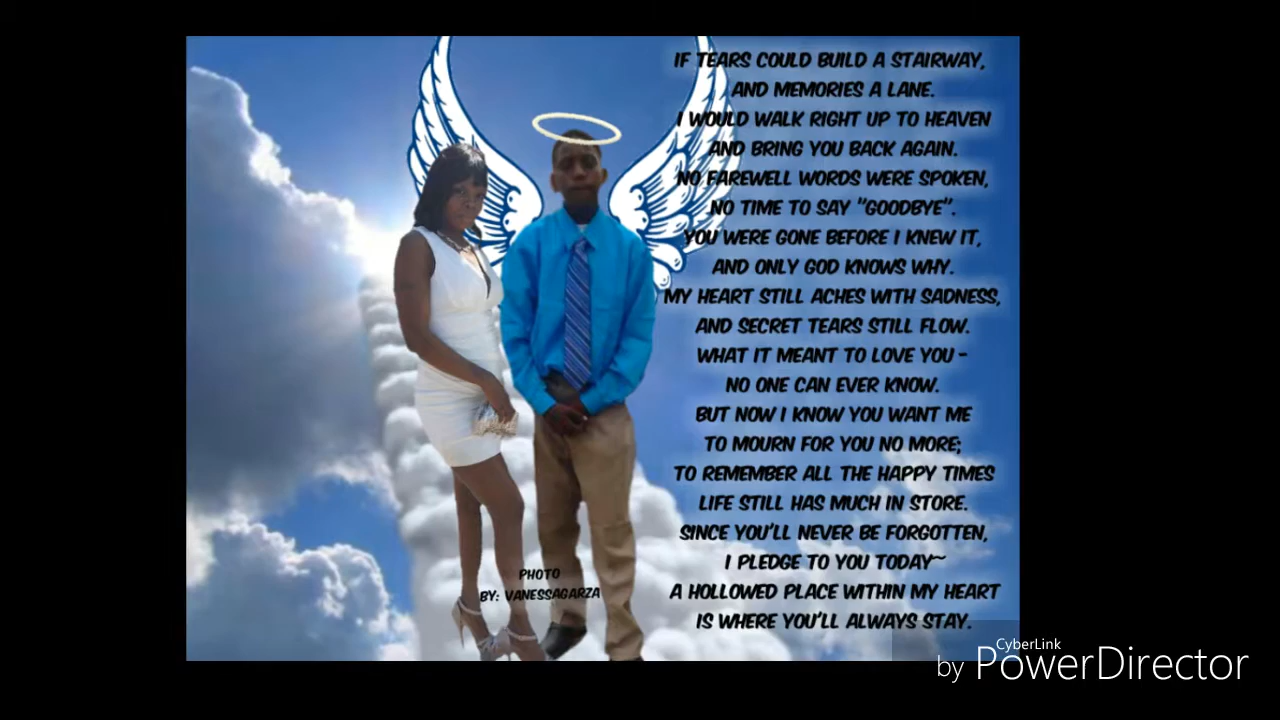 IF TEARS COULD BUILD A STAIRWAY,
AND MEMORIES A LANE.
I WOULD WALK RIGHT UP TO HEAVEN
AND BRING YOU BACK AGAIN.
NO FAREWELL WORDS WERE SPOKEN,
NO TIME TO SAY "GOODBYE".
YOU WERE GONE BEFORE I KNEW IT,
AND ONLY GOD KNOWS WHY.
MY HEART STILL ACHES WITH SADNESS,
AND SECRET TEARS STILL FLOW.
WHAT IT MEANT TO LOVE YOU -
NO ONE CAN EVER KNOW.
BUT NOW I KNOW YOU WANT ME
TO MOURN FOR YOU NO MORE;
TO REMEMBER ALL THE HAPPY TIMES
LIFE STILL HAS MUCH IN STORE.
SINCE YOU'LL NEVER BE FORGOTTEN,
I PLEDGE TO YOU TODAY~
A HOLLOWED PLACE WITHIN MY HEART
IS WHERE YOU'LL ALWAYS STAY.
PHOTO
BY: VANESSAGARZA
CyberLink
by PowerDirector